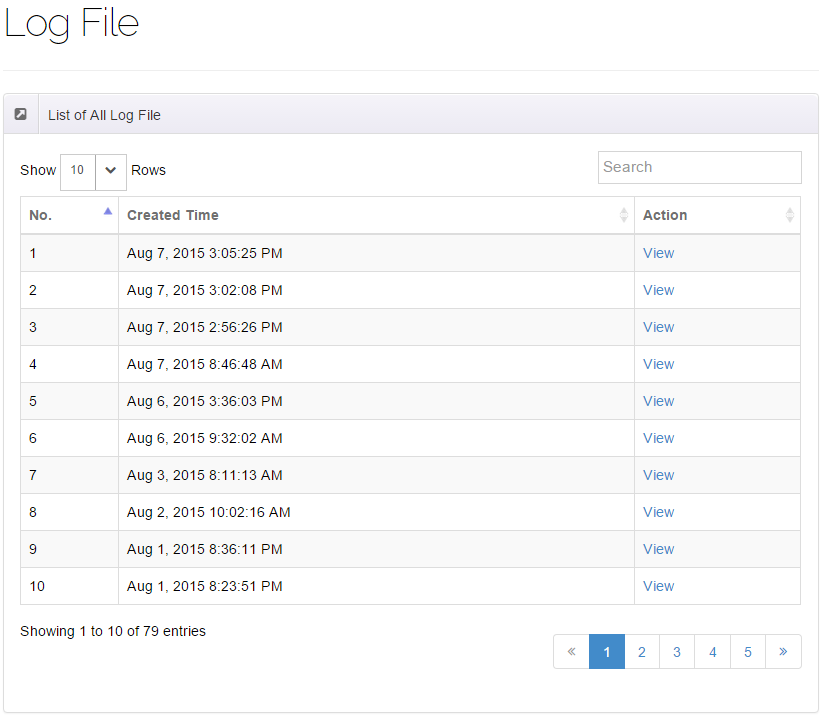 Log File
List of All Log File
Show 10 Rows
Search
No. Created Time Action
1 Aug 7, 2015 3:05:25 PM View
2 Aug 7, 2015 3:02:08 PM View
3 Aug 7, 2015 2:56:26 PM View
4 Aug 7, 2015 8:46:48 AM View
5 Aug 6, 2015 3:36:03 PM View
6 Aug 6, 2015 9:32:02 AM View
7 Aug 3, 2015 8:11:13 AM View
8 Aug 2, 2015 10:02:16 AM View
9 Aug 1, 2015 8:36:11 PM View
10 Aug 1, 2015 8:23:51 PM View
Showing 1 to 10 of 79 entries
« 1 2 3 4 5 »